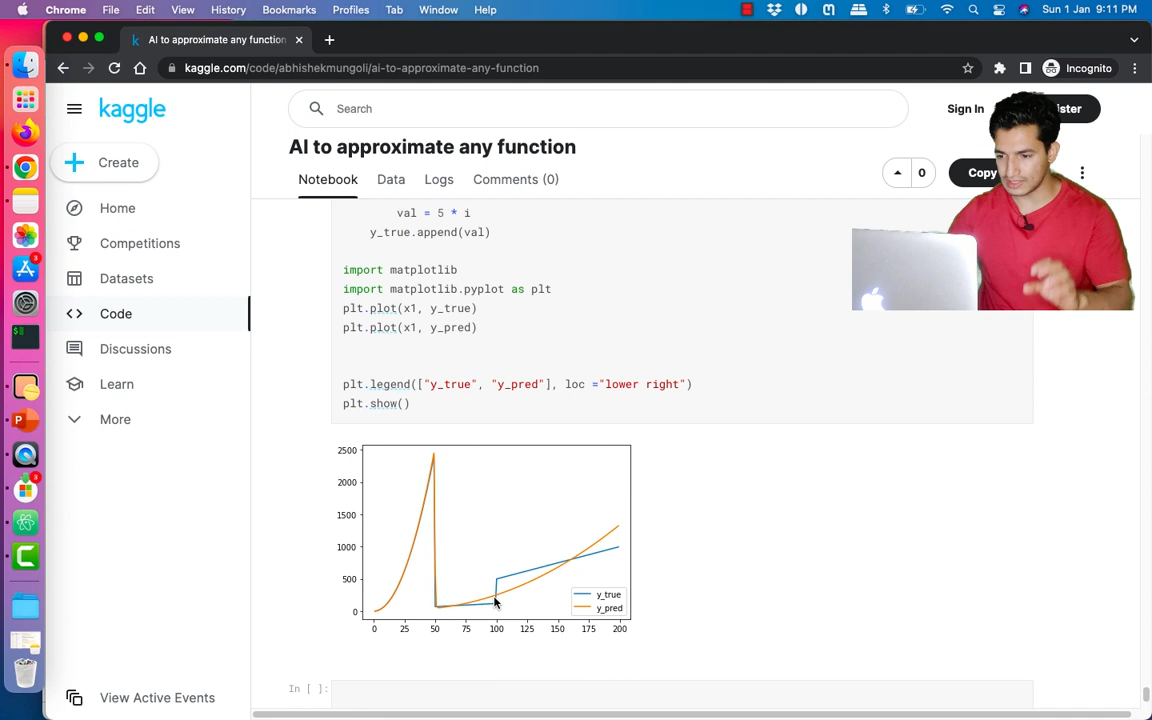 Chrome File Edit View History Bookmarks Profiles Tab Window Help Sun 1 Jan 9:11 PM
AI to approximate any function
kaggle.com/code/abhishekmungoli/ai-to-approximate-any-function Incognito
kaggle Search Sign In ister
Create
AI to approximate any function
Notebook Data Logs Comments (0)
0 Copy
Home
Competitions
Datasets
Code
Discussions
Learn
More
View Active Events
val = 5 * i
y_true.append(val)
import matplotlib
import matplotlib.pyplot as plt
plt.plot(x1, y_true)
plt.plot(x1, y_pred)
plt.legend(["y_true", "y_pred"], loc ="lower right")
plt.show()
2500
2000
1500
1000
500
0
y_true
y_pred
0 25 50 75 100 125 150 175 200
In [ ]:
3
3